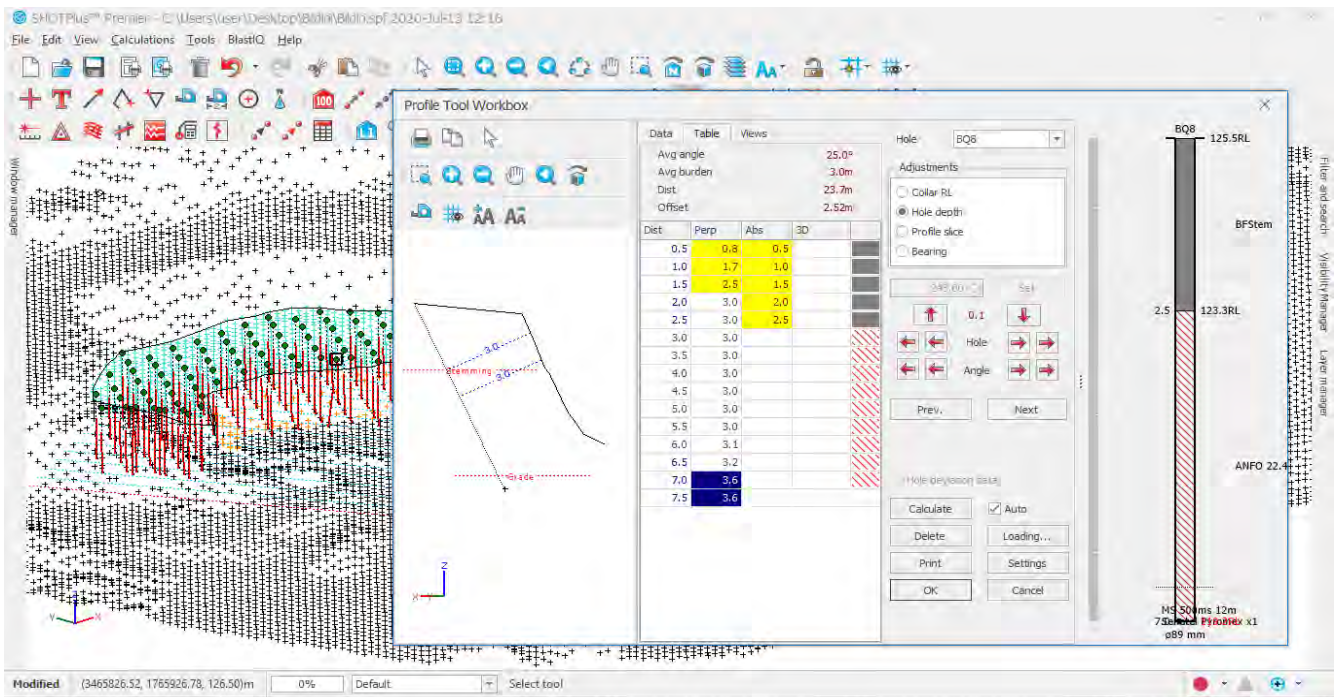 SHOTPlus™ Premier - C:\Users\user\Desktop\Bldloi\Bldlo.spf 2020-Jul-13 12:16
File Edit View Calculations Tools BlastIQ Help
Window manager
Filter and search
Visibility Manager
Layer manager
Profile Tool Workbox
Data Table Views
Avg angle 25.0°
Avg burden 3.0m
Dist 23.7m
Offset 2.52m
Dist Perp Abs 3D
0.5 0.8 0.5
1.0 1.7 1.0
1.5 2.5 1.5
2.0 3.0 2.0
2.5 3.0 2.5
3.0 3.0
3.5 3.0
4.0 3.0
4.5 3.0
5.0 3.0
5.5 3.0
6.0 3.1
6.5 3.2
7.0 3.6
7.5 3.6
3.0
Stemming
3.0
Grade
Z
Hole BQ8
Adjustments
Collar RL
Hole depth
Profile slice
Bearing
Set
0.1
Hole
Angle
Prev. Next
Hole deviation data
Calculate Auto
Delete Loading...
Print Settings
OK Cancel
BQ8
125.5RL
BFStem
2.5 123.3RL
ANFO 22.4
MS 500ms 12m
x1
ø89 mm
Y X
Modified (3465826.52, 1765926.78, 126.50)m 0% Default Select tool